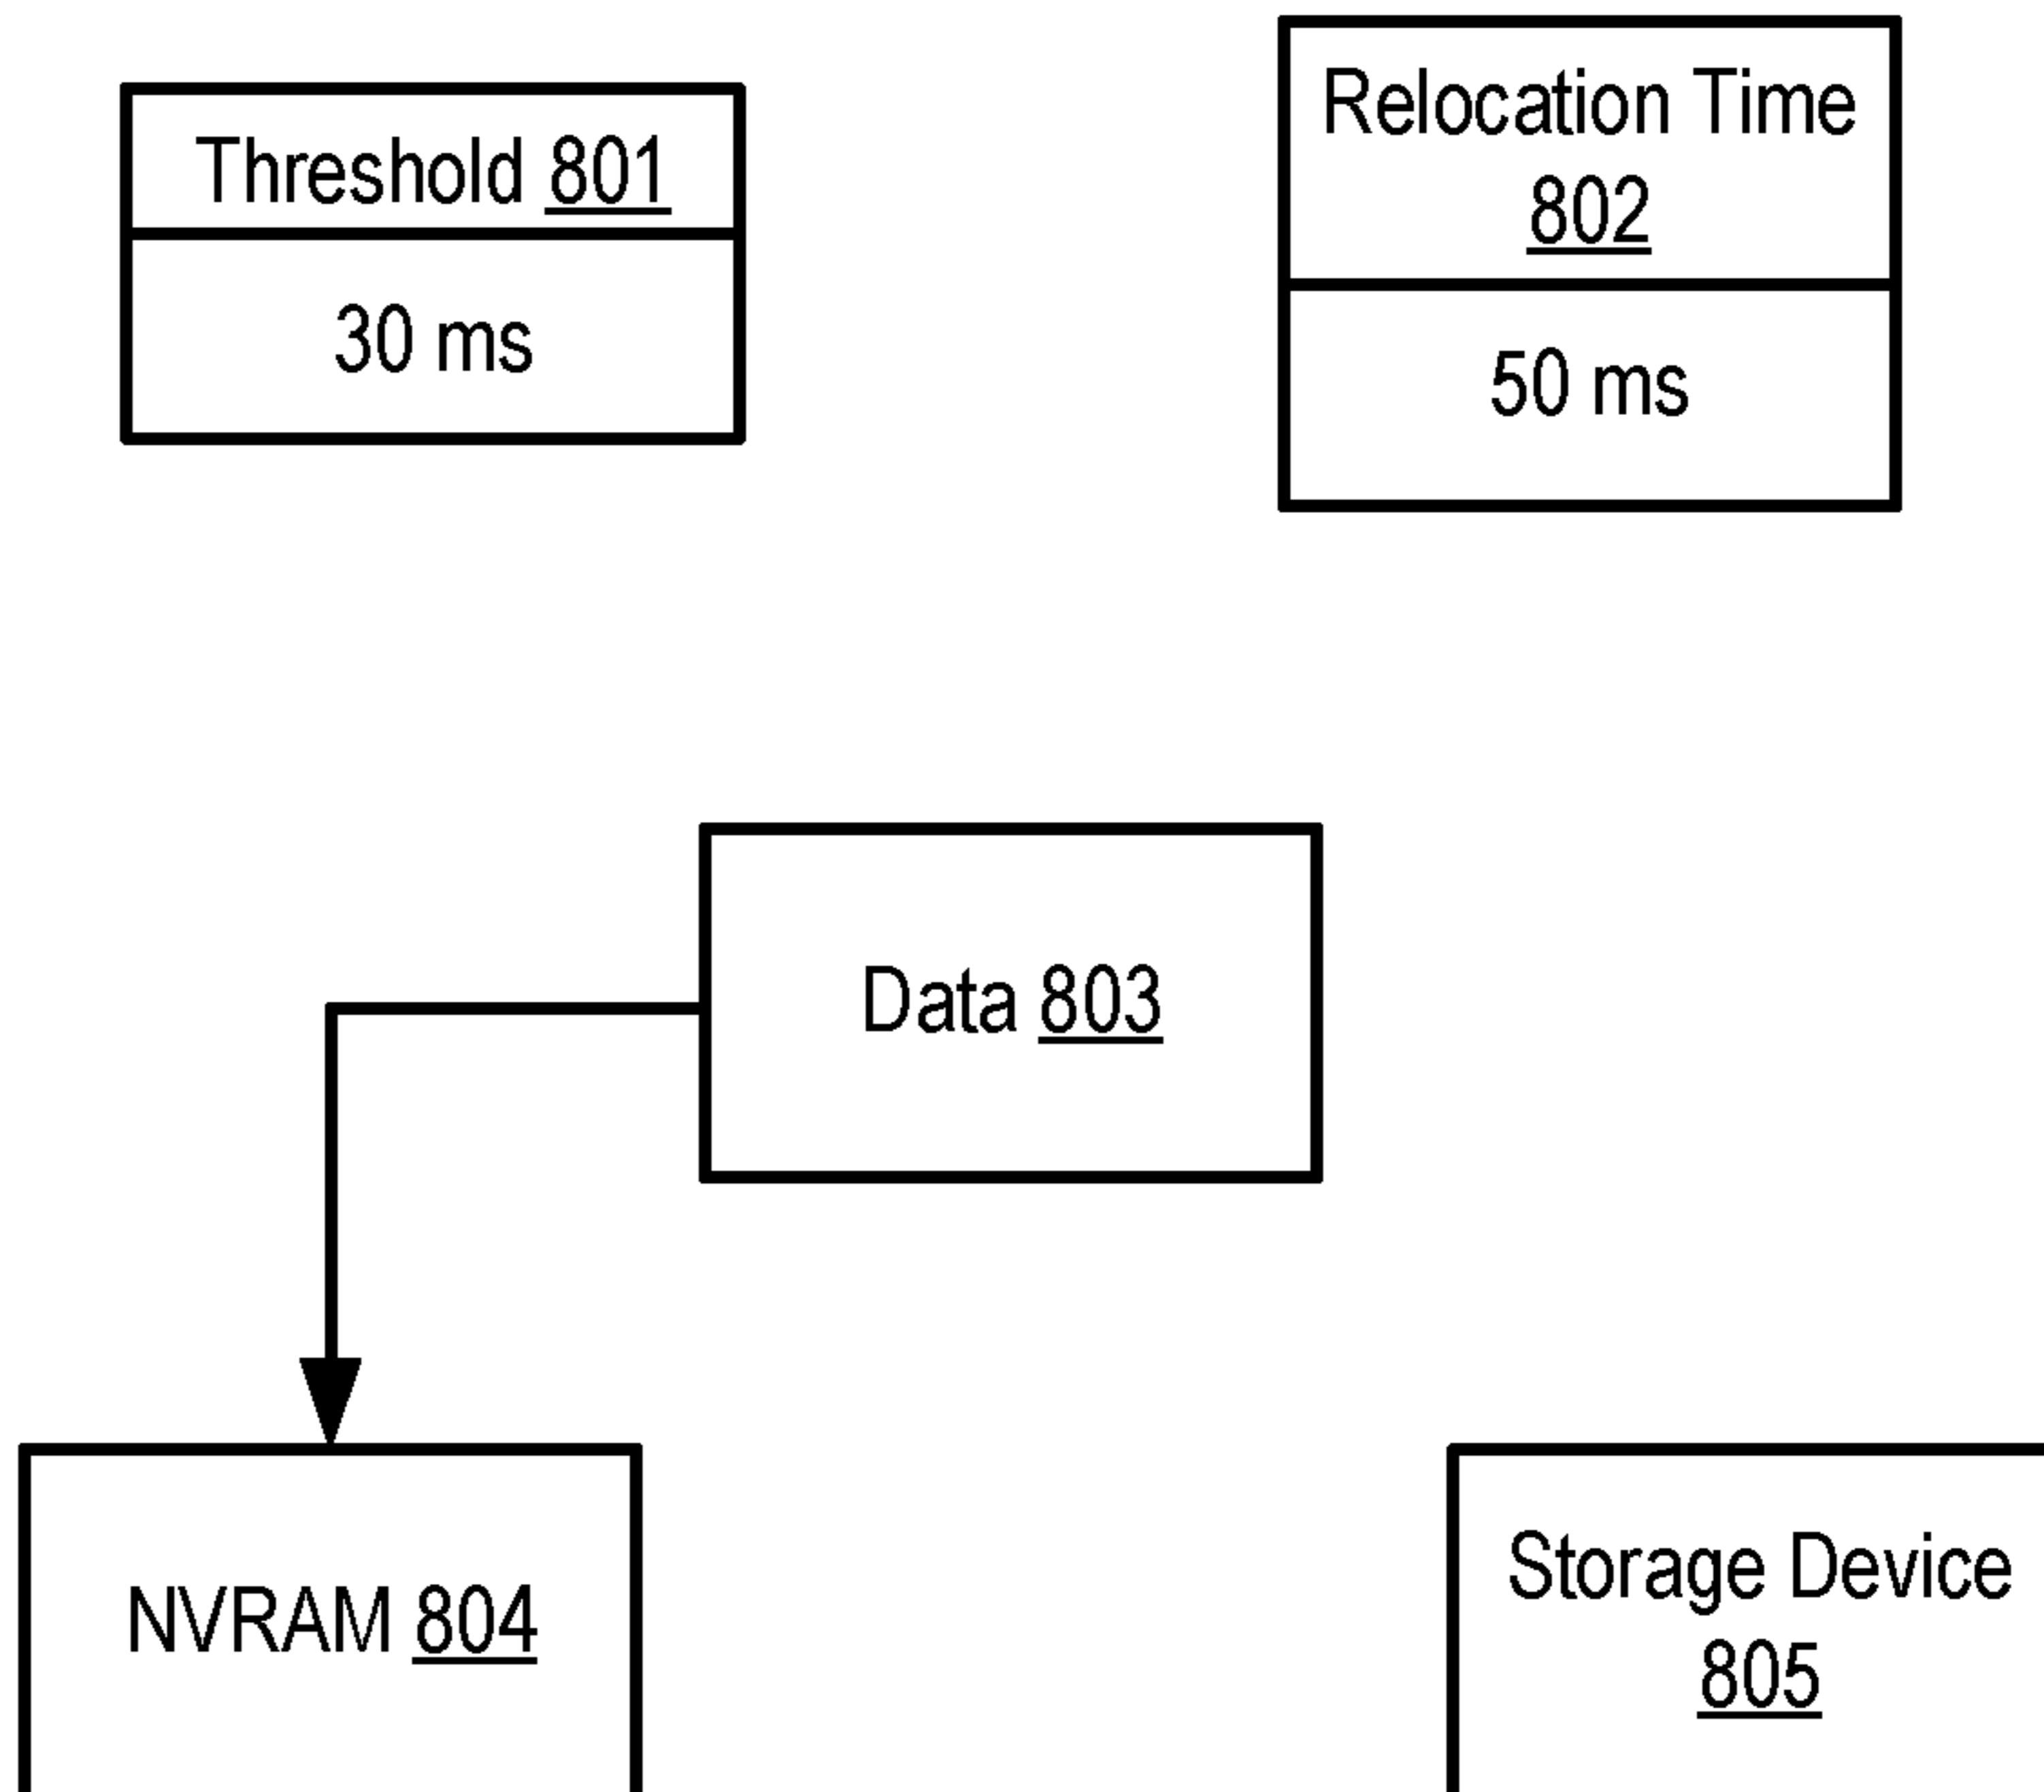 Threshold 801
30 ms
Relocation Time
802
50 ms
Data 803
NVRAM 804
Storage Device
805